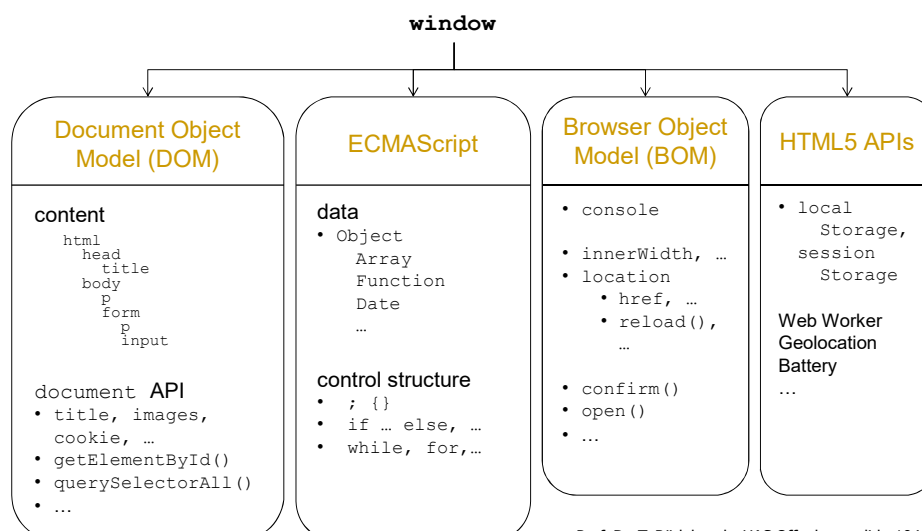 window
Document Object
Model (DOM)
content
html
head
title
body
p
form
p
input
document API
• title, images,
cookie, …
• getElementById()
• querySelectorAll()
• …
ECMAScript
data
• Object
Array
Function
Date
…
control structure
• ; {}
• if … else, …
• while, for,…
Browser Object
Model (BOM)
• console
• innerWidth, …
• location
• href, …
• reload(),
…
• confirm()
• open()
• …
HTML5 APIs
• local
Storage,
session
Storage
Web Worker
Geolocation
Battery
…